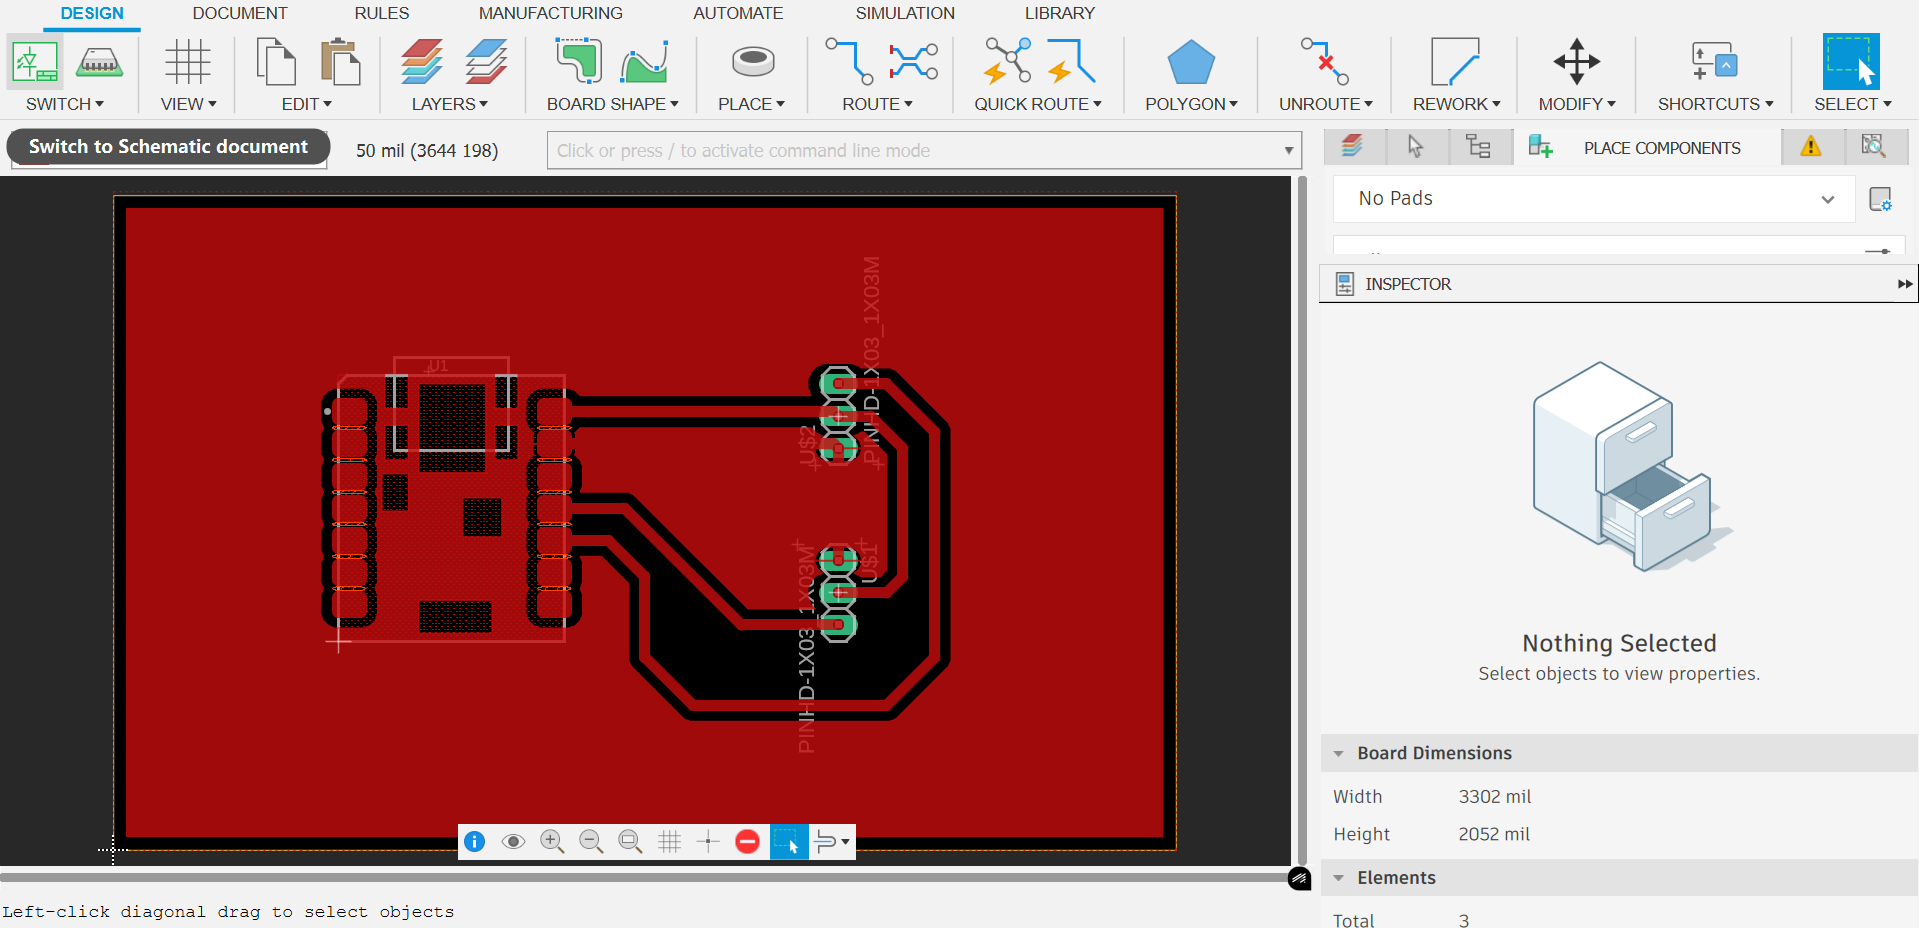 DESIGN DOCUMENT RULES MANUFACTURING AUTOMATE SIMULATION LIBRARY
SWITCH VIEW EDIT LAYERS BOARD SHAPE PLACE ROUTE QUICK ROUTE POLYGON UNROUTE REWORK MODIFY SHORTCUTS SELECT
Switch to Schematic document
50 mil (3644 198)
Click or press / to activate command line mode
PLACE COMPONENTS
No Pads
INSPECTOR
U1
PINHD-1X03_1X03M
U$2
U$1
PINHD-1X03_1X03M
Nothing Selected
Select objects to view properties.
Board Dimensions
Width 3302 mil
Height 2052 mil
Elements
Total 3
Left-click diagonal drag to select objects